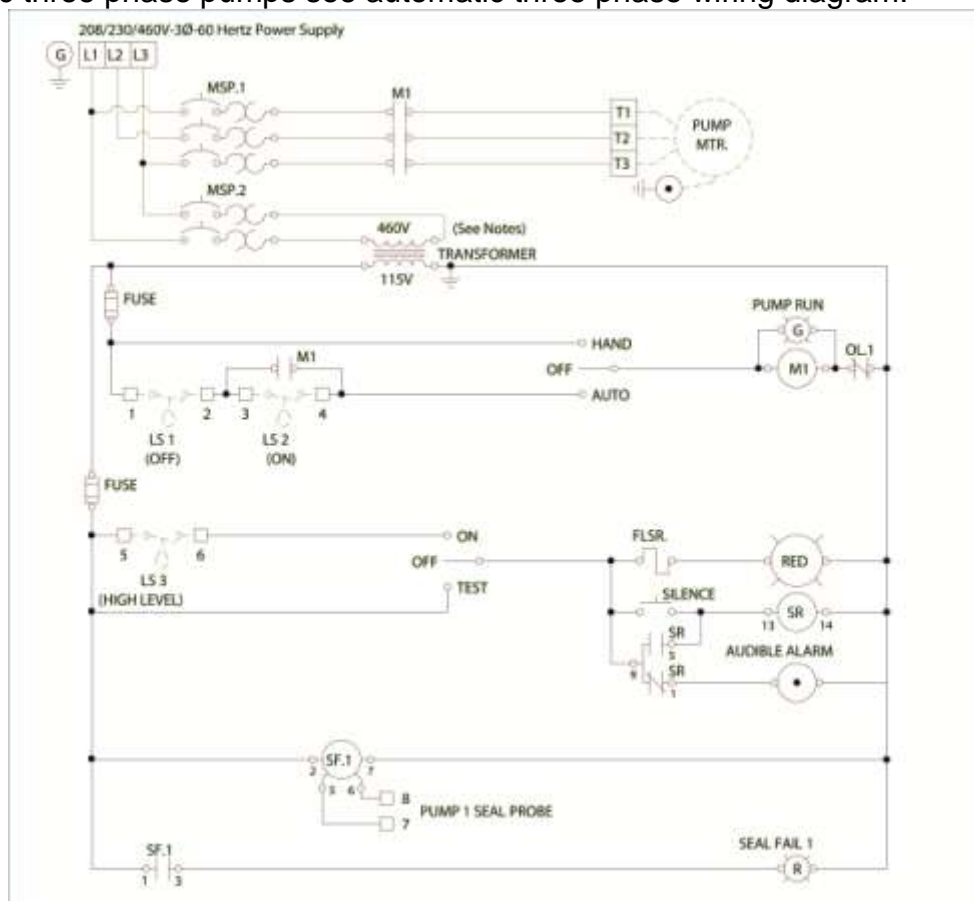 three phase pumps see automatic three phase wiring diagram.
208/230/460V-3Ø-60 Hertz Power Supply
G L1 L2 L3
MSP.1
M1
T1
T2
T3
PUMP
MTR.
MSP.2
460V
(See Notes)
TRANSFORMER
115V
FUSE
PUMP RUN
G
HAND
M1
OFF
M1
OL.1
AUTO
1
2
3
4
LS 1
(OFF)
LS 2
(ON)
FUSE
ON
5
6
OFF
FLSR.
RED
LS 3
(HIGH LEVEL)
TEST
SILENCE
13
SR
14
SR
5
AUDIBLE ALARM
9
SR
1
2
SF.1
7
5
6
8
7
PUMP 1 SEAL PROBE
SF.1
1
3
SEAL FAIL 1
R